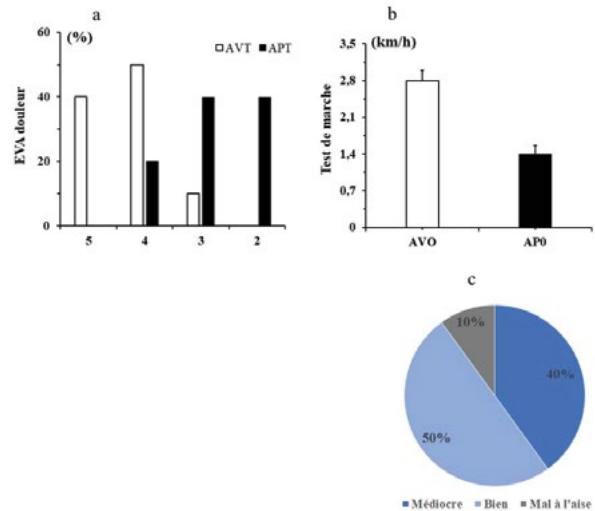 a
(%)
AVT APT
EVA douleur
60
40
20
0
5 4 3 2
b
(km/h)
Test de marche
3,5
2,8
2,1
1,4
0,7
0
AVO AP0
c
10%
40%
50%
Médiocre Bien Mal à l'aise